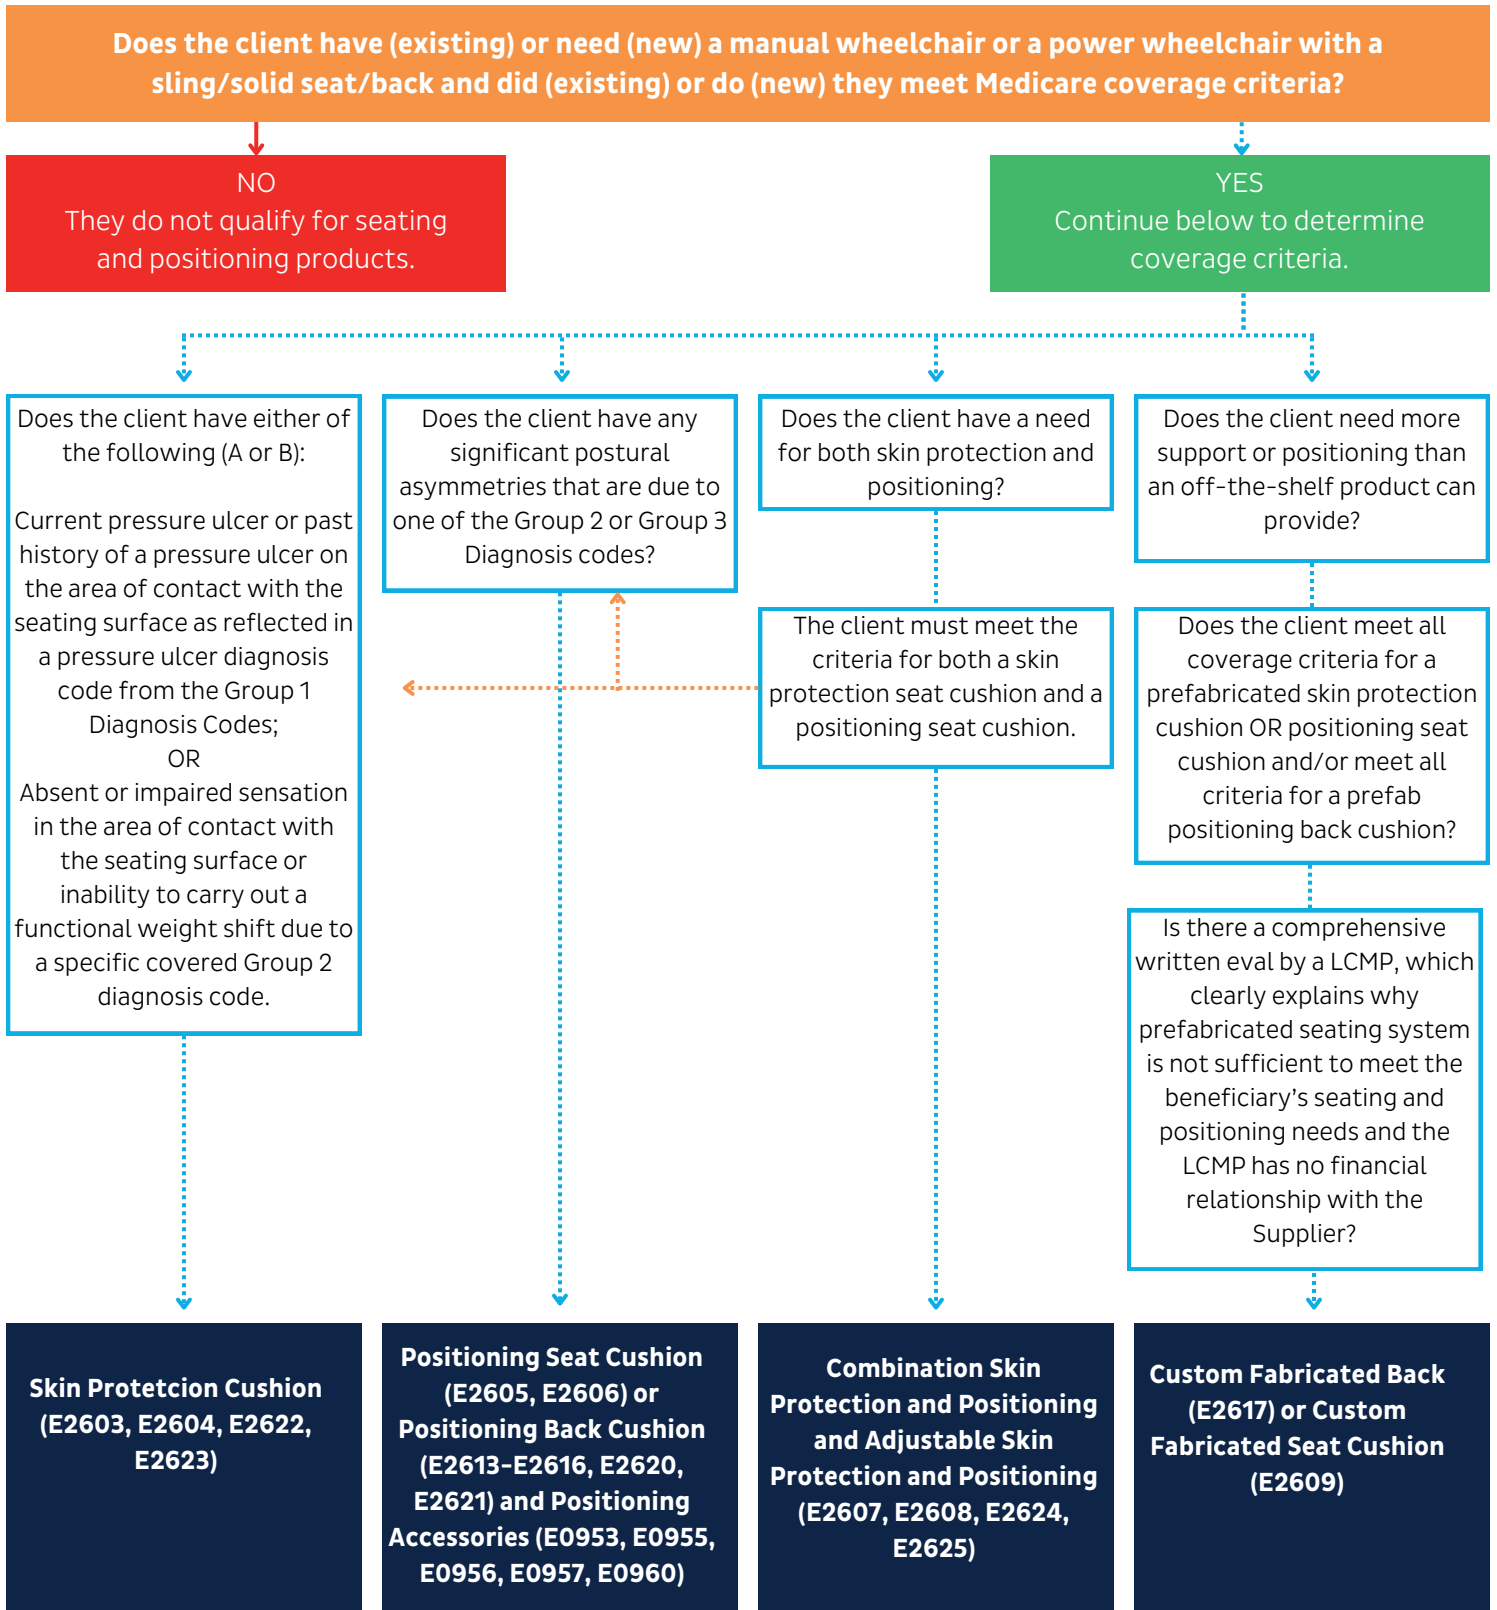 Does the client have (existing) or need (new) a manual wheelchair or a power wheelchair with a
sling/solid seat/back and did (existing) or do (new) they meet Medicare coverage criteria?
NO
They do not qualify for seating
and positioning products.
YES
Continue below to determine
coverage criteria.
Does the client have either of
the following (A or B):
Current pressure ulcer or past
history of a pressure ulcer on
the area of contact with the
seating surface as reflected in
a pressure ulcer diagnosis
code from the Group 1
Diagnosis Codes;
OR
Absent or impaired sensation
in the area of contact with
the seating surface or
inability to carry out a
functional weight shift due to
a specific covered Group 2
diagnosis code.
Does the client have any
significant postural
asymmetries that are due to
one of the Group 2 or Group 3
Diagnosis codes?
Does the client have a need
for both skin protection and
positioning?
The client must meet the
criteria for both a skin
protection seat cushion and a
positioning seat cushion.
Does the client need more
support or positioning than
an off-the-shelf product can
provide?
Does the client meet all
coverage criteria for a
prefabricated skin protection
cushion OR positioning seat
cushion and/or meet all
criteria for a prefab
positioning back cushion?
Is there a comprehensive
written eval by a LCMP, which
clearly explains why
prefabricated seating system
is not sufficient to meet the
beneficiary's seating and
positioning needs and the
LCMP has no financial
relationship with the
Supplier?
Skin Protetcion Cushion
(E2603, E2604, E2622,
E2623)
Positioning Seat Cushion
(E2605, E2606) or
Positioning Back Cushion
(E2613-E2616, E2620,
E2621) and Positioning
Accessories (E0953, E0955,
E0956, E0957, E0960)
Combination Skin
Protection and Positioning
and Adjustable Skin
Protection and Positioning
(E2607, E2608, E2624,
E2625)
Custom Fabricated Back
(E2617) or Custom
Fabricated Seat Cushion
(E2609)